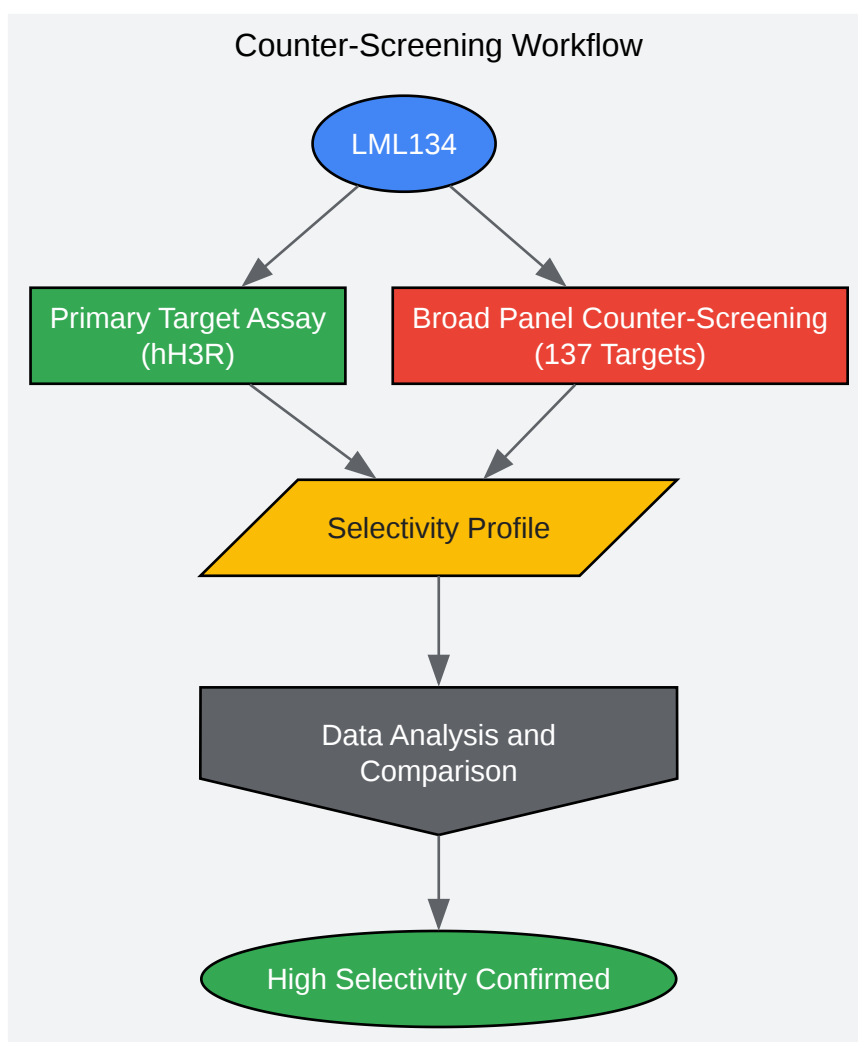 Counter-Screening Workflow
LML134
Primary Target Assay
(hH3R)
Broad Panel Counter-Screening
(137 Targets)
Selectivity Profile
Data Analysis and
Comparison
High Selectivity Confirmed